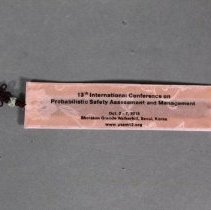 13th International Conference on
Probabilistic Safety Assessment and Management
Oct. 2 - 7, 2016
Sheraton Grande Walkerhill, Seoul, Korea
www.psam13.org